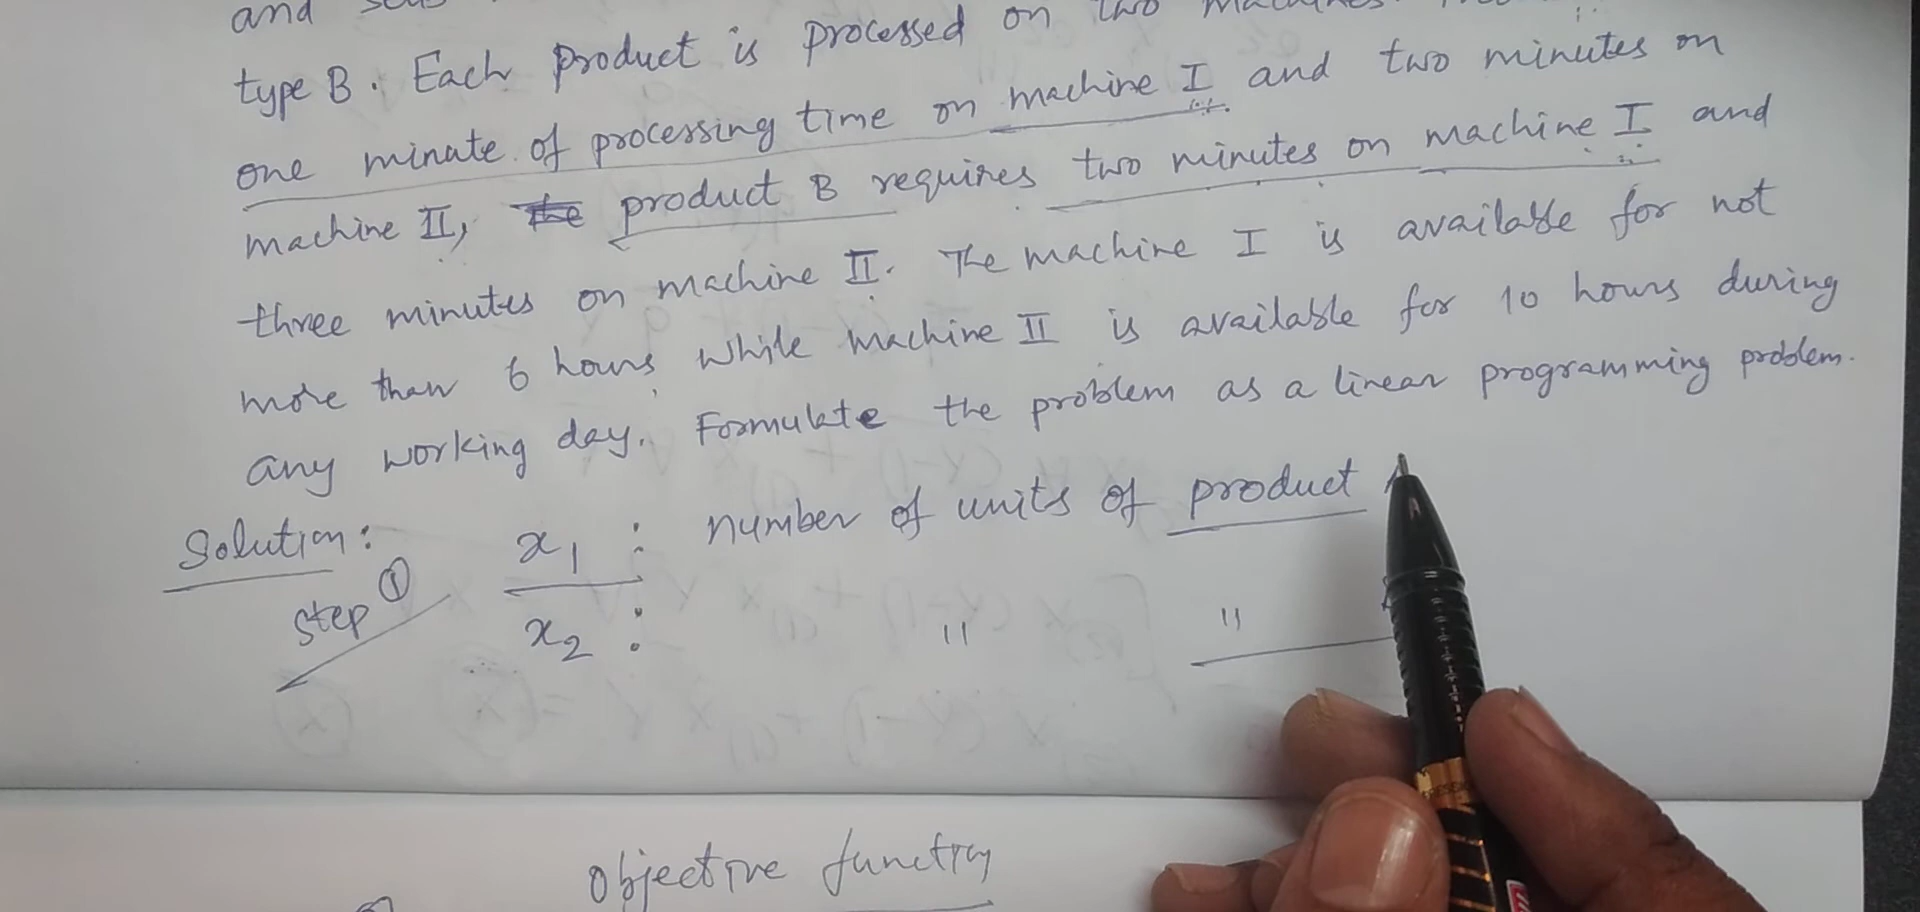 and
type B. Each product is processed on two machines
one minute of processing time on machine I and two minutes on
machine II, the product B requires two minutes on machine I and
three minutes on machine II. The machine I is available for not
more than 6 hours while machine II is available for 10 hours during
any working day. Formulate the problem as a linear programming problem.
Solution: x1 : number of units of product
Step ① x2 : " "
Objective function